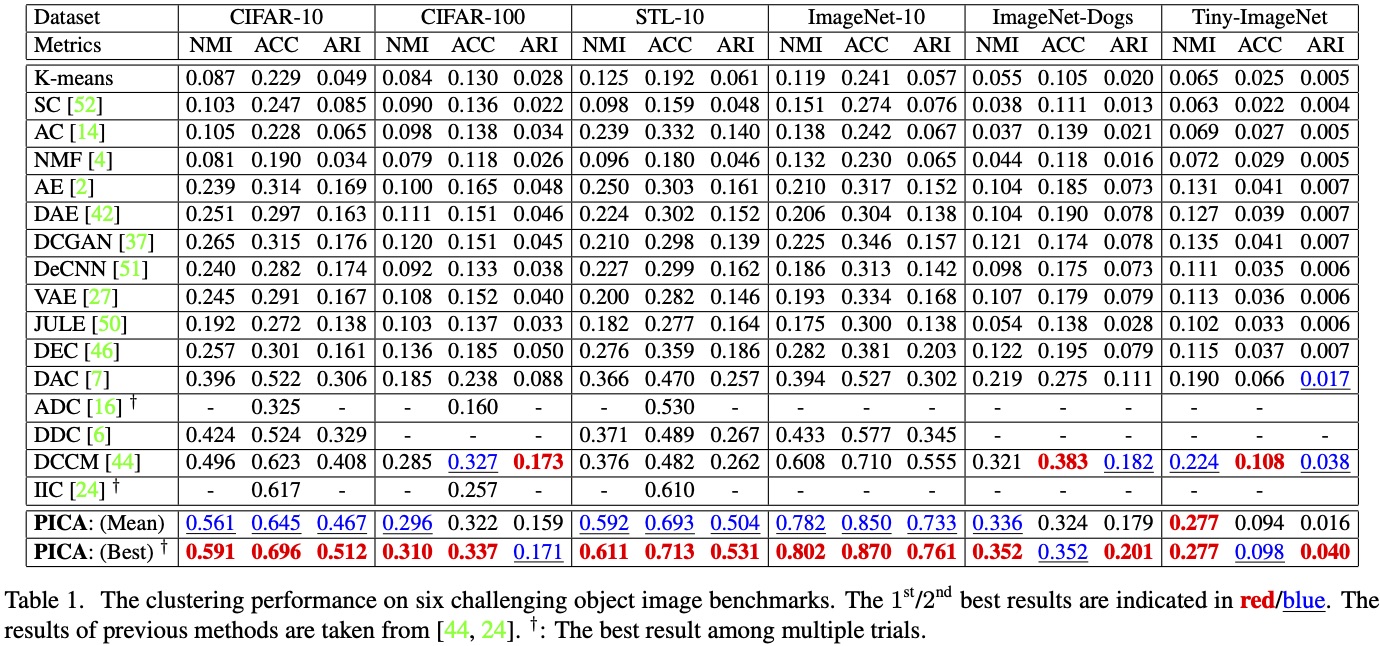 Dataset CIFAR-10 CIFAR-100 STL-10 ImageNet-10 ImageNet-Dogs Tiny-ImageNet
Metrics NMI ACC ARI NMI ACC ARI NMI ACC ARI NMI ACC ARI NMI ACC ARI NMI ACC ARI
K-means 0.087 0.229 0.049 0.084 0.130 0.028 0.125 0.192 0.061 0.119 0.241 0.057 0.055 0.105 0.020 0.065 0.025 0.005
SC [52] 0.103 0.247 0.085 0.090 0.136 0.022 0.098 0.159 0.048 0.151 0.274 0.076 0.038 0.111 0.013 0.063 0.022 0.004
AC [14] 0.105 0.228 0.065 0.098 0.138 0.034 0.239 0.332 0.140 0.138 0.242 0.067 0.037 0.139 0.021 0.069 0.027 0.005
NMF [4] 0.081 0.190 0.034 0.079 0.118 0.026 0.096 0.180 0.046 0.132 0.230 0.065 0.044 0.118 0.016 0.072 0.029 0.005
AE [2] 0.239 0.314 0.169 0.100 0.165 0.048 0.250 0.303 0.161 0.210 0.317 0.152 0.104 0.185 0.073 0.131 0.041 0.007
DAE [42] 0.251 0.297 0.163 0.111 0.151 0.046 0.224 0.302 0.152 0.206 0.304 0.138 0.104 0.190 0.078 0.127 0.039 0.007
DCGAN [37] 0.265 0.315 0.176 0.120 0.151 0.045 0.210 0.298 0.139 0.225 0.346 0.157 0.121 0.174 0.078 0.135 0.041 0.007
DeCNN [51] 0.240 0.282 0.174 0.092 0.133 0.038 0.227 0.299 0.162 0.186 0.313 0.142 0.098 0.175 0.073 0.111 0.035 0.006
VAE [27] 0.245 0.291 0.167 0.108 0.152 0.040 0.200 0.282 0.146 0.193 0.334 0.168 0.107 0.179 0.079 0.113 0.036 0.006
JULE [50] 0.192 0.272 0.138 0.103 0.137 0.033 0.182 0.277 0.164 0.175 0.300 0.138 0.054 0.138 0.028 0.102 0.033 0.006
DEC [46] 0.257 0.301 0.161 0.136 0.185 0.050 0.276 0.359 0.186 0.282 0.381 0.203 0.122 0.195 0.079 0.115 0.037 0.007
DAC [7] 0.396 0.522 0.306 0.185 0.238 0.088 0.366 0.470 0.257 0.394 0.527 0.302 0.219 0.275 0.111 0.190 0.066 0.017
ADC [16] † - 0.325 - - 0.160 - - 0.530 - - - - - - - - -
DDC [6] 0.424 0.524 0.329 - - - 0.371 0.489 0.267 0.433 0.577 0.345 - - - - - -
DCCM [44] 0.496 0.623 0.408 0.285 0.327 0.173 0.376 0.482 0.262 0.608 0.710 0.555 0.321 0.383 0.182 0.224 0.108 0.038
IIC [24] † - 0.617 - - 0.257 - - 0.610 - - - - - - - - -
PICA: (Mean) 0.561 0.645 0.467 0.296 0.322 0.159 0.592 0.693 0.504 0.782 0.850 0.733 0.336 0.324 0.179 0.277 0.094 0.016
PICA: (Best) † 0.591 0.696 0.512 0.310 0.337 0.171 0.611 0.713 0.531 0.802 0.870 0.761 0.352 0.352 0.201 0.277 0.098 0.040
Table 1. The clustering performance on six challenging object image benchmarks. The 1st/2nd best results are indicated in red/blue. The
results of previous methods are taken from [44, 24]. †: The best result among multiple trials.